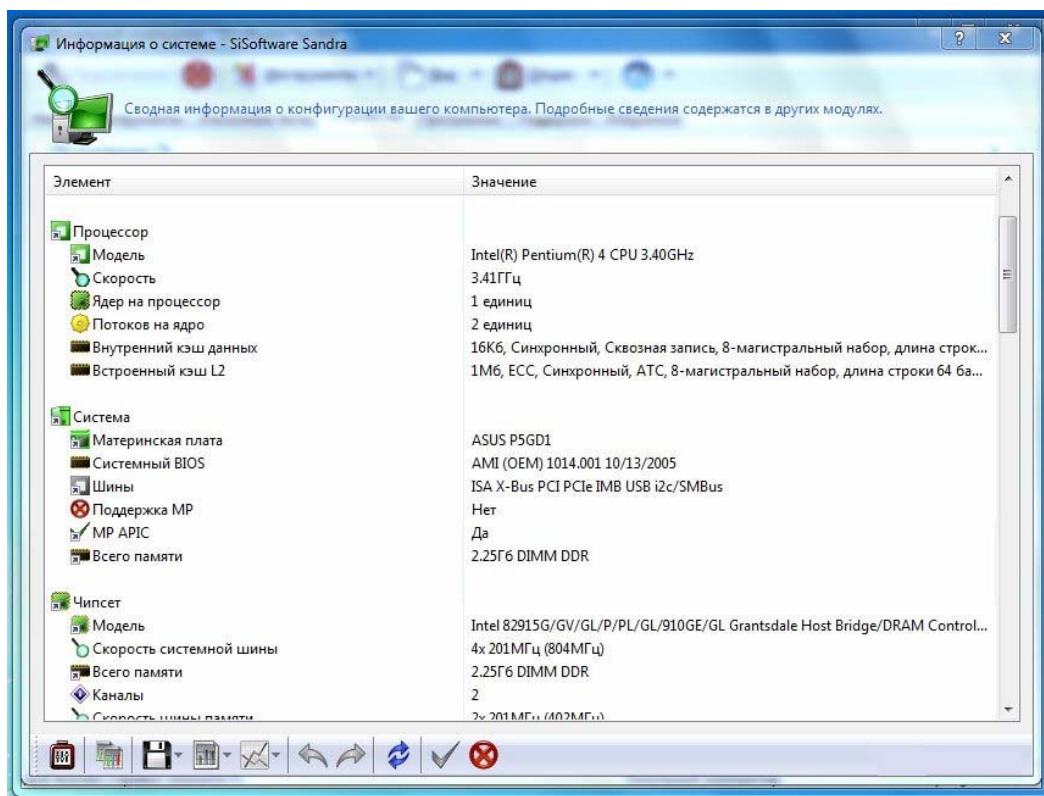 Информация о системе - SiSoftware Sandra
Сводная информация о конфигурации вашего компьютера. Подробные сведения содержатся в других модулях.
Элемент Значение
Процессор
Модель Intel(R) Pentium(R) 4 CPU 3.40GHz
Скорость 3.41ГГц
Ядер на процессор 1 единиц
Потоков на ядро 2 единиц
Внутренний кэш данных 16Кб, Синхронный, Сквозная запись, 8-магистральный набор, длина строк...
Встроенный кэш L2 1Мб, ECC, Синхронный, ATC, 8-магистральный набор, длина строки 64 ба...
Система
Материнская плата ASUS P5GD1
Системный BIOS AMI (OEM) 1014.001 10/13/2005
Шины ISA X-Bus PCI PCIe IMB USB i2c/SMBus
Поддержка MP Нет
MP APIC Да
Всего памяти 2.25Гб DIMM DDR
Чипсет
Модель Intel 82915G/GV/GL/P/PL/GL/910GE/GL Grantsdale Host Bridge/DRAM Control...
Скорость системной шины 4x 201МГц (804МГц)
Всего памяти 2.25Гб DIMM DDR
Каналы 2
Скорость шины памяти 2x 201МГц (402МГц)